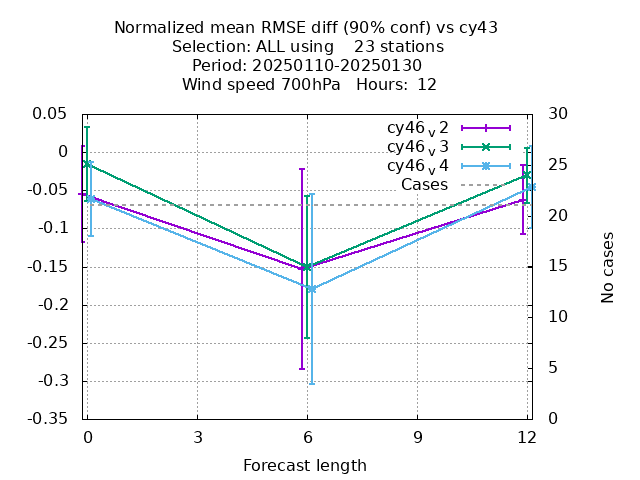 Normalized mean RMSE diff (90% conf) vs cy43
Selection: ALL using    23 stations
Period: 20250110-20250130
Wind speed 700hPa   Hours:  12
cy46_v2
cy46_v3
cy46_v4
Cases
0.05
0
-0.05
-0.1
-0.15
-0.2
-0.25
-0.3
-0.35
30
25
20
15
10
5
0
No cases
0 3 6 9 12
Forecast length